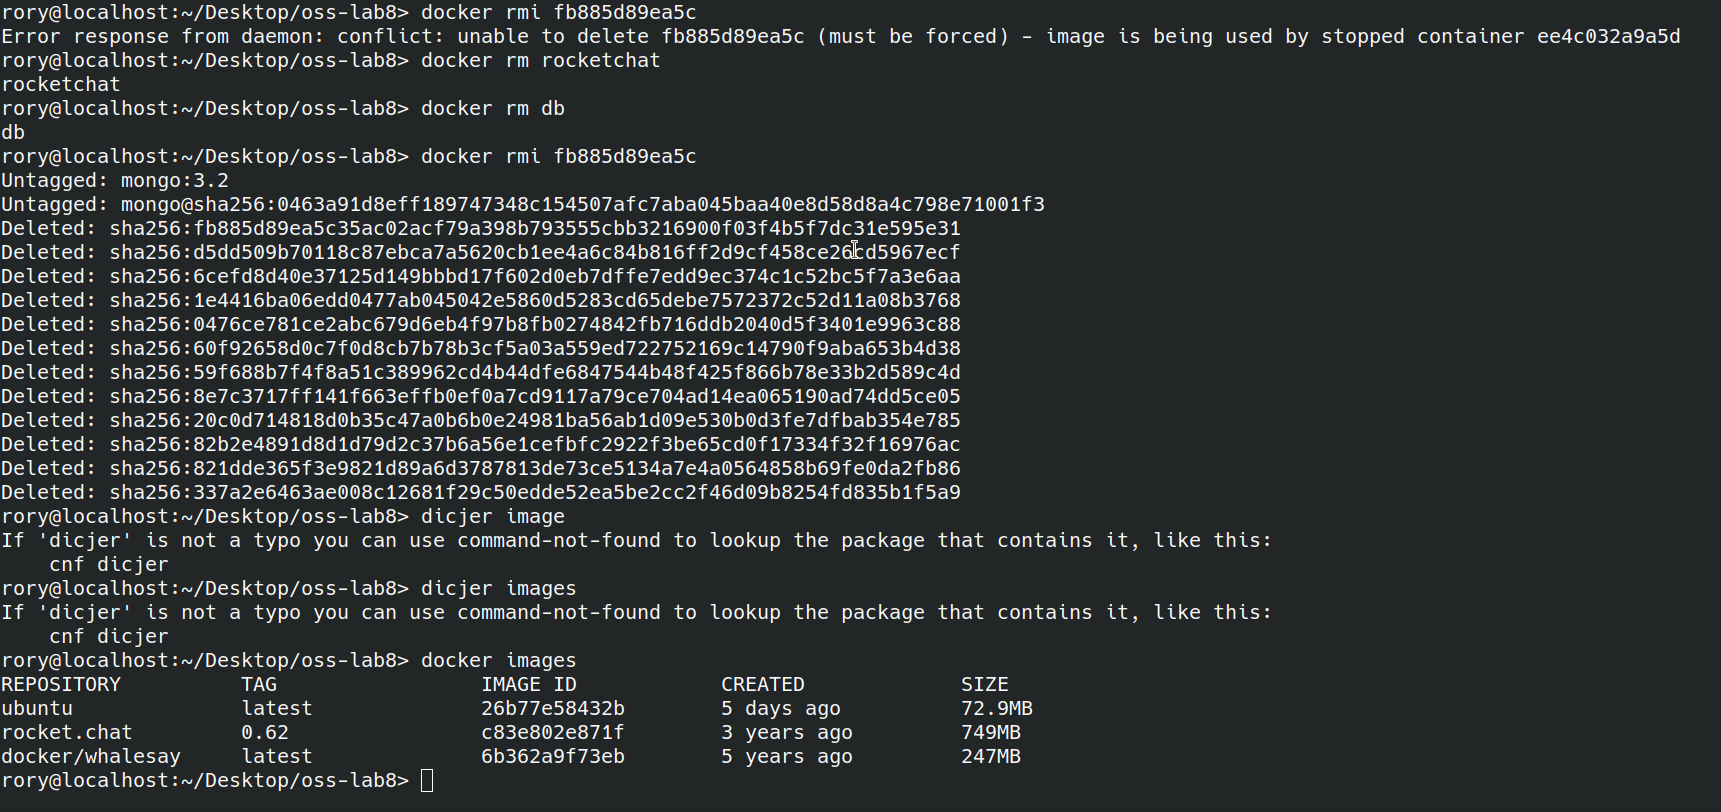 rory@localhost:~/Desktop/oss-lab8> docker rmi fb885d89ea5c
Error response from daemon: conflict: unable to delete fb885d89ea5c (must be forced) - image is being used by stopped container ee4c032a9a5d
rory@localhost:~/Desktop/oss-lab8> docker rm rocketchat
rocketchat
rory@localhost:~/Desktop/oss-lab8> docker rm db
db
rory@localhost:~/Desktop/oss-lab8> docker rmi fb885d89ea5c
Untagged: mongo:3.2
Untagged: mongo@sha256:0463a91d8eff189747348c154507afc7aba045baa40e8d58d8a4c798e71001f3
Deleted: sha256:fb885d89ea5c35ac02acf79a398b793555cbb3216900f03f4b5f7dc31e595e31
Deleted: sha256:d5dd509b70118c87ebca7a5620cb1ee4a6c84b816ff2d9cf458ce26cd5967ecf
Deleted: sha256:6cefd8d40e37125d149bbbd17f602d0eb7dffe7edd9ec374c1c52bc5f7a3e6aa
Deleted: sha256:1e4416ba06edd0477ab045042e5860d5283cd65debe7572372c52d11a08b3768
Deleted: sha256:0476ce781ce2abc679d6eb4f97b8fb0274842fb716ddb2040d5f3401e9963c88
Deleted: sha256:60f92658d0c7f0d8cb7b78b3cf5a03a559ed722752169c14790f9aba653b4d38
Deleted: sha256:59f688b7f4f8a51c389962cd4b44dfe6847544b48f425f866b78e33b2d589c4d
Deleted: sha256:8e7c3717ff141f663effb0ef0a7cd9117a79ce704ad14ea065190ad74dd5ce05
Deleted: sha256:20c0d714818d0b35c47a0b6b0e24981ba56ab1d09e530b0d3fe7dfbab354e785
Deleted: sha256:82b2e4891d8d1d79d2c37b6a56e1cefbfc2922f3be65cd0f17334f32f16976ac
Deleted: sha256:821dde365f3e9821d89a6d3787813de73ce5134a7e4a0564858b69fe0da2fb86
Deleted: sha256:337a2e6463ae008c12681f29c50edde52ea5be2cc2f46d09b8254fd835b1f5a9
rory@localhost:~/Desktop/oss-lab8> dicjer image
If 'dicjer' is not a typo you can use command-not-found to lookup the package that contains it, like this:
    cnf dicjer
rory@localhost:~/Desktop/oss-lab8> dicjer images
If 'dicjer' is not a typo you can use command-not-found to lookup the package that contains it, like this:
    cnf dicjer
rory@localhost:~/Desktop/oss-lab8> docker images
REPOSITORY          TAG                 IMAGE ID            CREATED             SIZE
ubuntu              latest              26b77e58432b        5 days ago          72.9MB
rocket.chat         0.62                c83e802e871f        3 years ago         749MB
docker/whalesay     latest              6b362a9f73eb        5 years ago         247MB
rory@localhost:~/Desktop/oss-lab8>